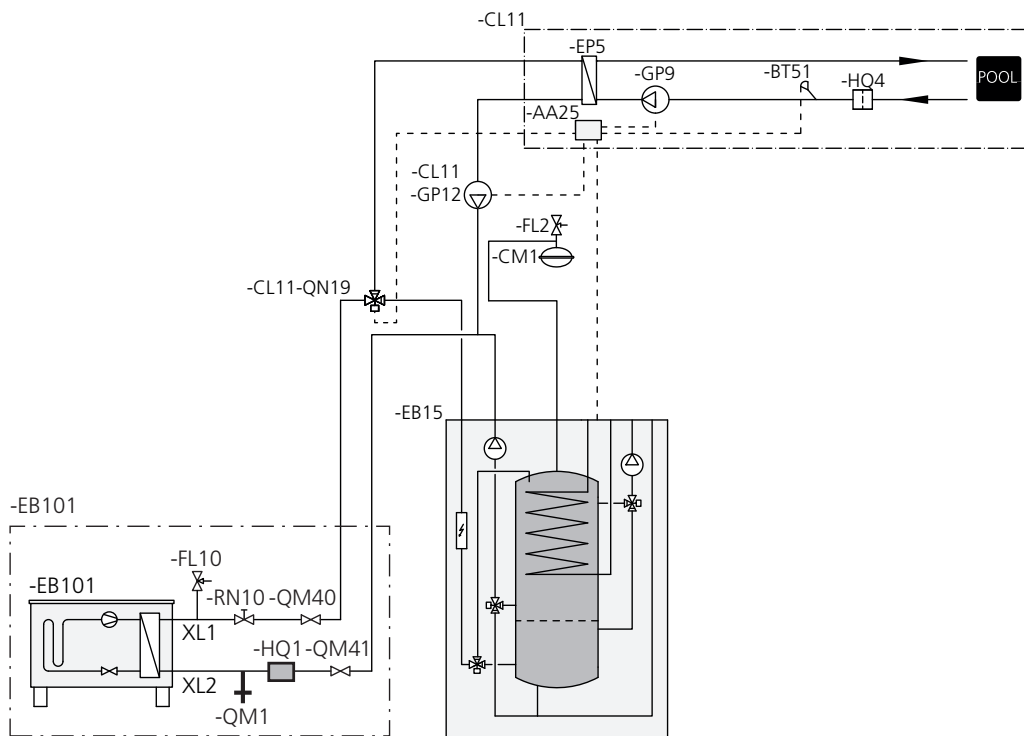 -CL11
-EP5
-GP9
-BT51
-HQ4
POOL
-AA25
-CL11
-GP12
-FL2
-CM1
-CL11-QN19
-EB15
-EB101
-FL10
-EB101
-RN10 -QM40
XL1
-HQ1 -QM41
XL2
-QM1